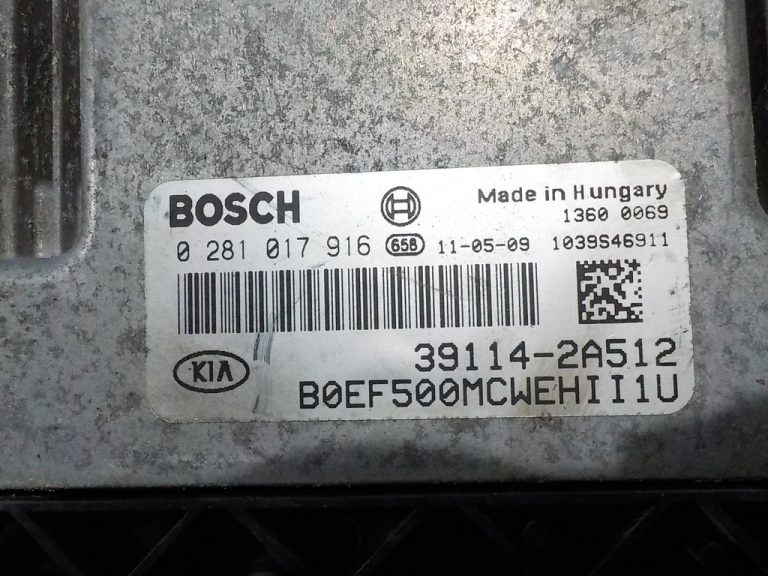 BOSCH Made in Hungary
1360 0069
0 281 017 916 658 11-05-09 1039S46911
39114-2A512
KIA
B0EF500MCWEHII1U